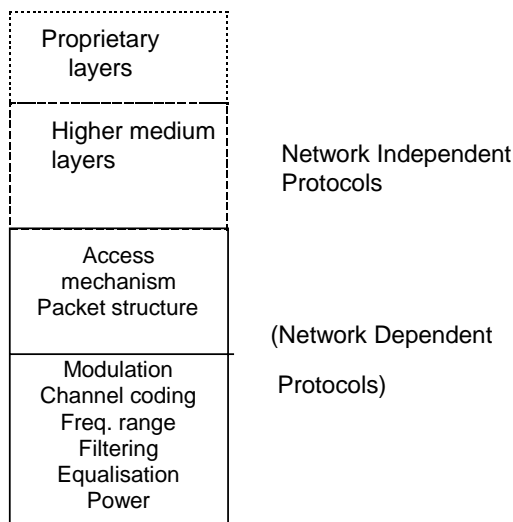 Proprietary
layers
Higher medium
layers
Network Independent
Protocols
Access
mechanism
Packet structure
(Network Dependent
Protocols)
Modulation
Channel coding
Freq. range
Filtering
Equalisation
Power